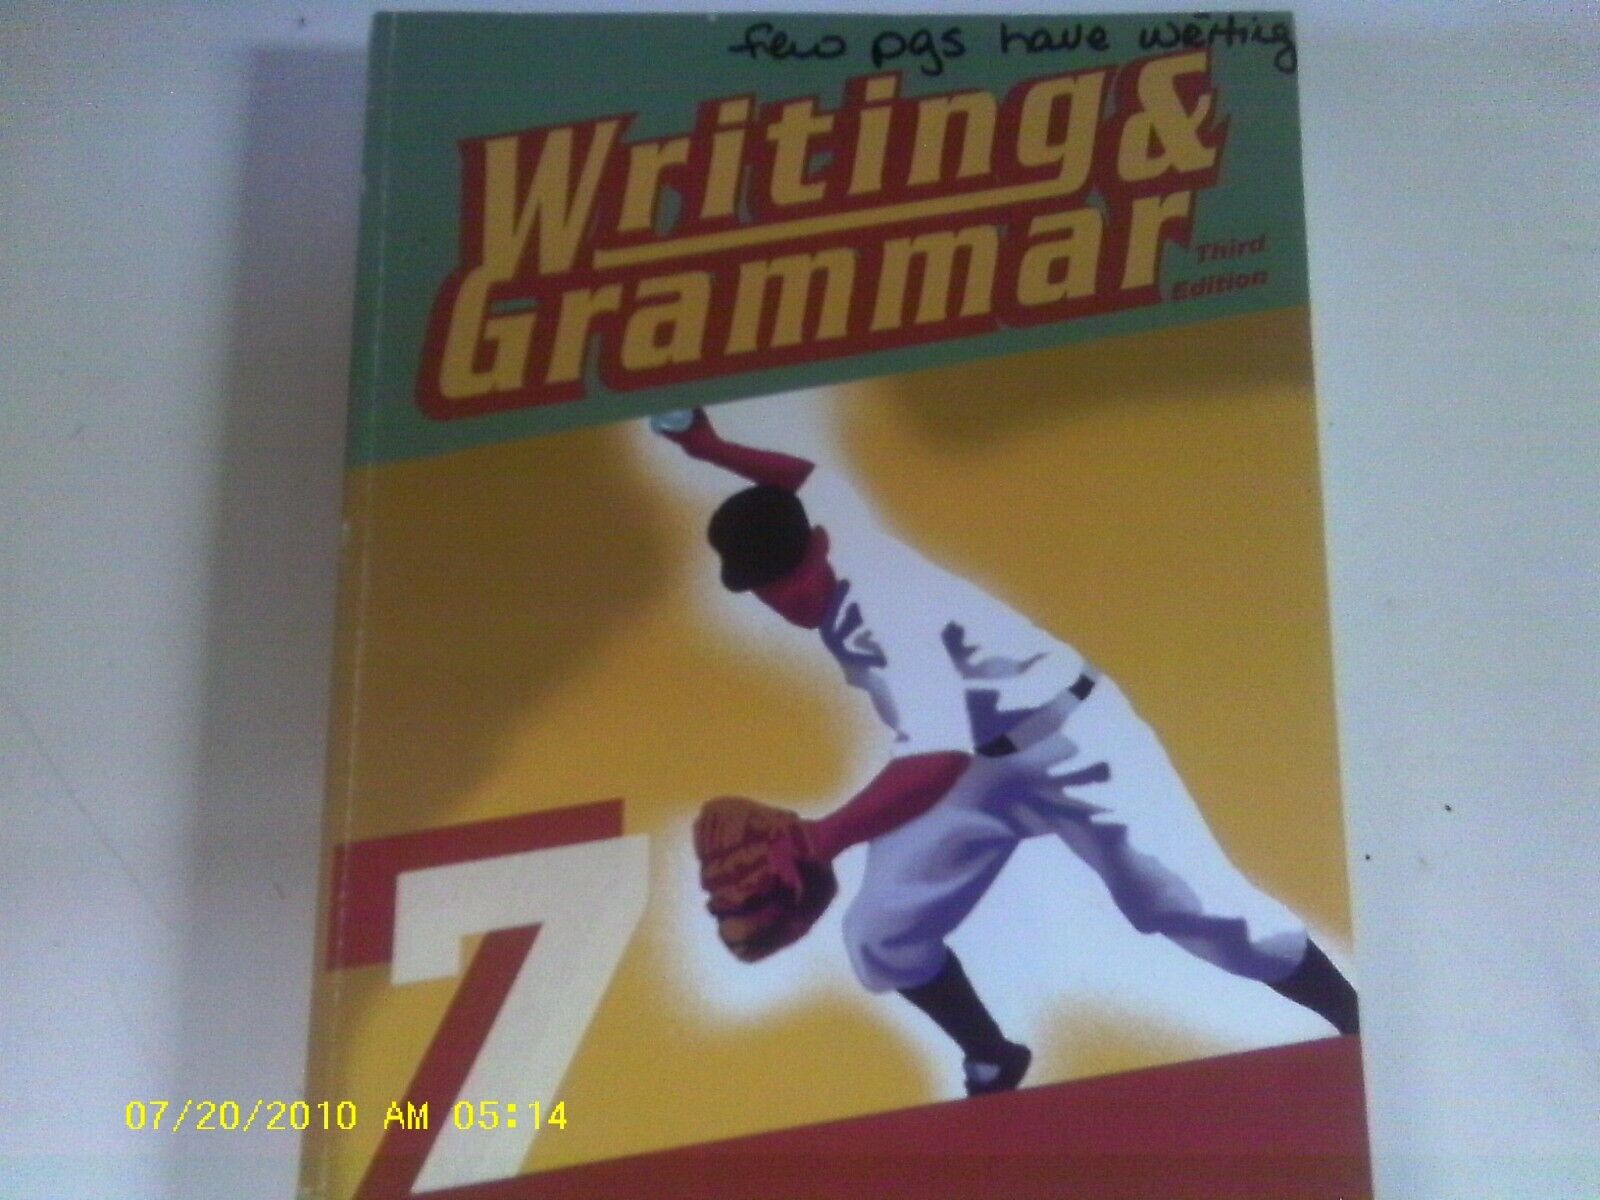 few pgs have writing
Writing &
Grammar
Third
Edition
7
07/20/2010 AM 05:14